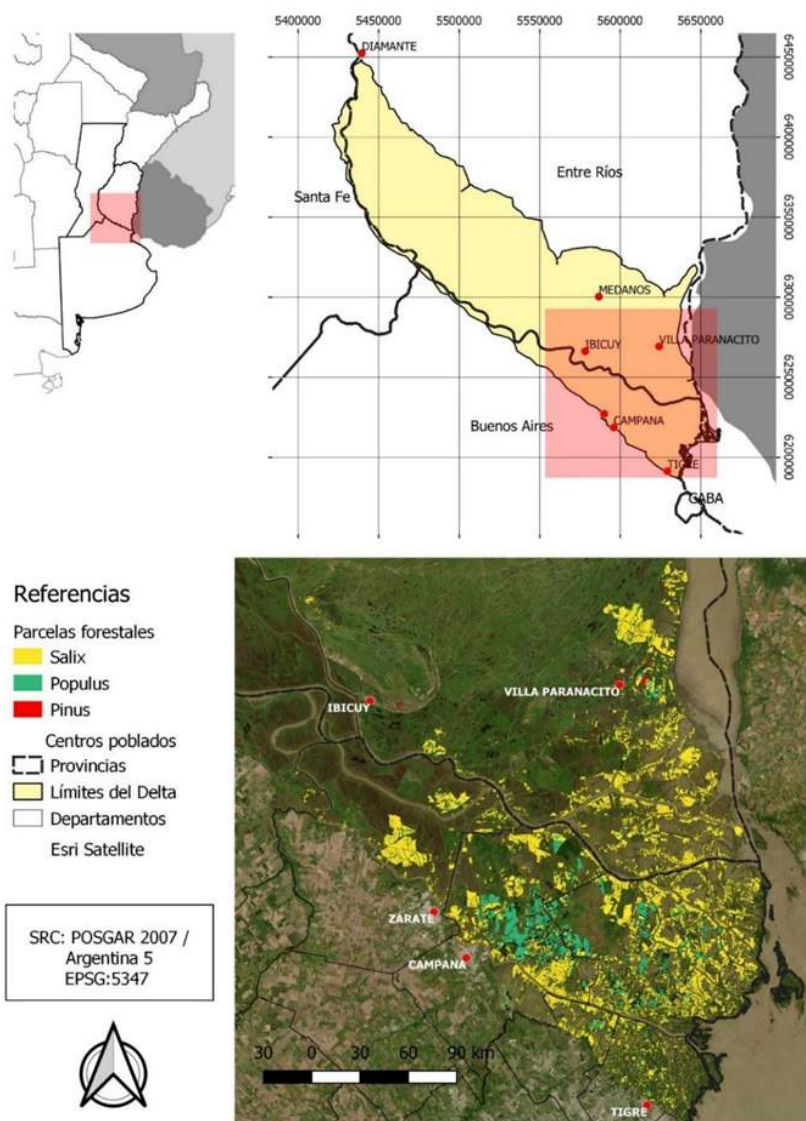 5400000 5450000 5500000 5550000 5600000 5650000
DIAMANTE
6450000
6400000
Entre Ríos
Santa Fe
6350000
MEDANOS
6300000
IBICUY
VILLA PARANACITO
6250000
Buenos Aires
CAMPANA
6200000
TIGRE
CABA
Referencias
Parcelas forestales
Salix
Populus
Pinus
Centros poblados
Provincias
Límites del Delta
Departamentos
Esri Satellite
SRC: POSGAR 2007 /
Argentina 5
EPSG:5347
VILLA PARANACITO
IBICUY
ZÁRATE
CAMPANA
30 0 30 60 90 km
TIGRE